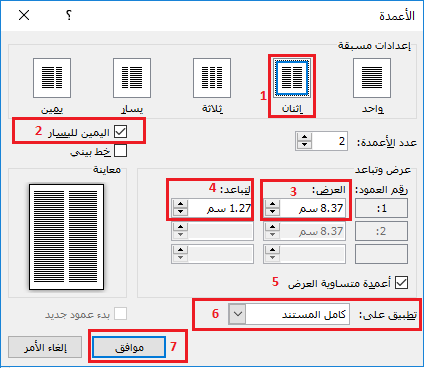 الأعمدة
؟
إعدادات مسبقة
واحد
اثنان
ثلاثة
يسار
يمين
1
عدد الأعمدة:
2
اليمين لليسار
2
خط بيني
عرض وتباعد
رقم العمود:
العرض:
3
التباعد:
4
1:
8.37 سم
1.27 سم
2:
8.37 سم
أعمدة متساوية العرض
5
معاينة
تطبيق على:
كامل المستند
6
بدء عمود جديد
موافق
7
إلغاء الأمر